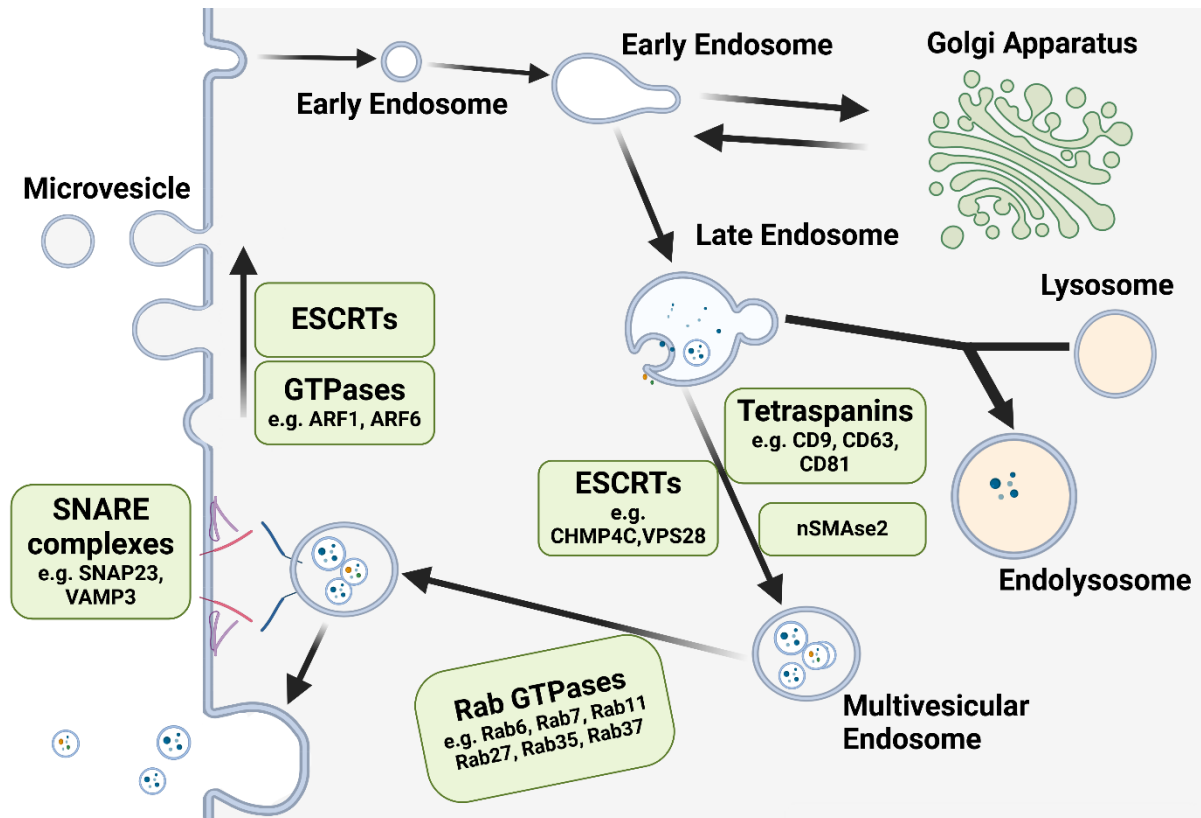 Early Endosome
Early Endosome
Golgi Apparatus
Microvesicle
Late Endosome
Lysosome
ESCRTs
GTPases
e.g. ARF1, ARF6
Tetraspanins
e.g. CD9, CD63,
CD81
ESCRTs
e.g.
CHMP4C,VPS28
nSMAse2
SNARE
complexes
e.g. SNAP23,
VAMP3
Endolysosome
Rab GTPases
e.g. Rab6, Rab7, Rab11
Rab27, Rab35, Rab37
Multivesicular
Endosome